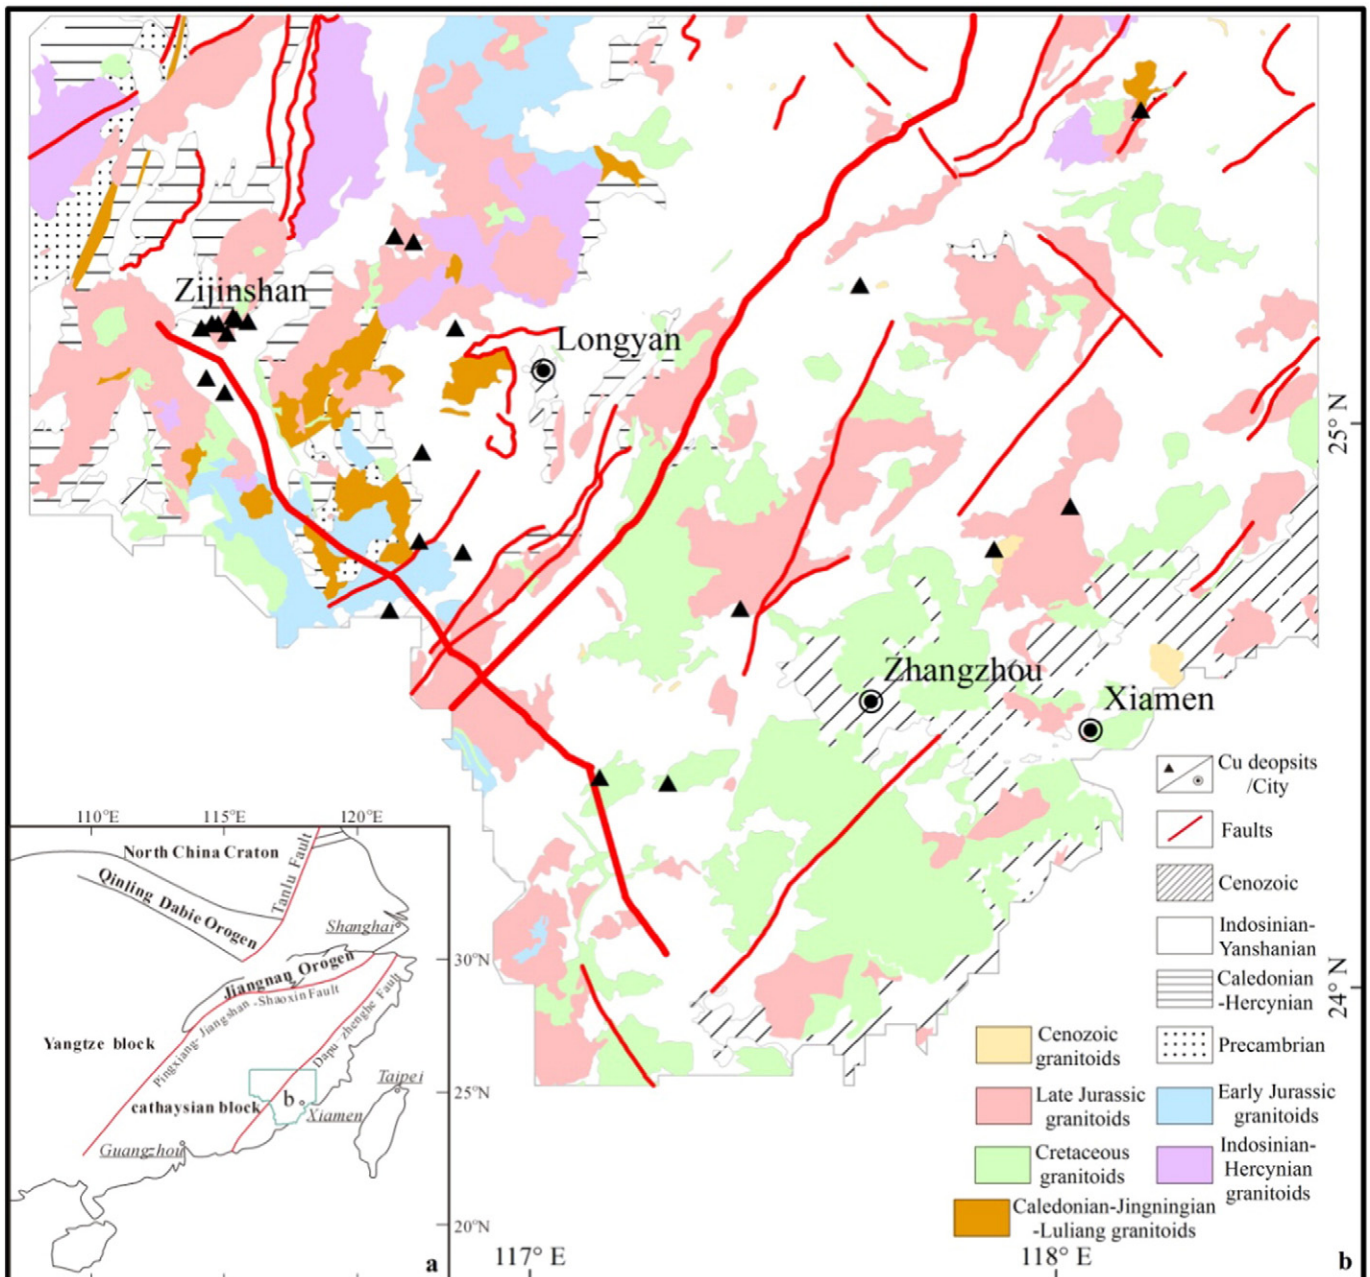 Zijinshan
Longyan
25° N
Zhangzhou
Xiamen
Cu deopsits
/City
Faults
Cenozoic
Indosinian-
Yanshanian
Caledonian
-Hercynian
Precambrian
Cenozoic
granitoids
Late Jurassic
granitoids
Early Jurassic
granitoids
Cretaceous
granitoids
Indosinian-
Hercynian
granitoids
Caledonian-Jingningian
-Luliang granitoids
24° N
117° E
118° E
b
110°E
115°E
120°E
North China Craton
Tanlu Fault
Qinling Dabie Orogen
Shanghai
30°N
Jiangnan Orogen
Pingxiang-Jiangshan-Shaoxin Fault
Yangtze block
Dapu-zhenghe Fault
Taipei
25°N
b
cathaysian block
Xiamen
Guangzhou
20°N
a